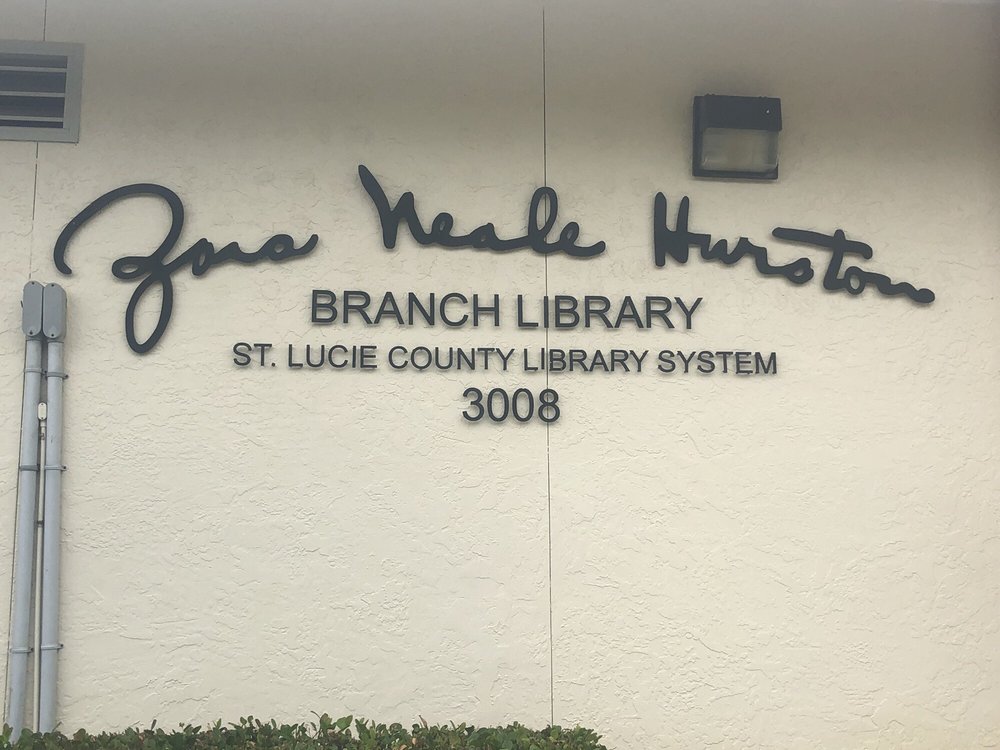 Zora Neale Hurston
BRANCH LIBRARY
ST. LUCIE COUNTY LIBRARY SYSTEM
3008